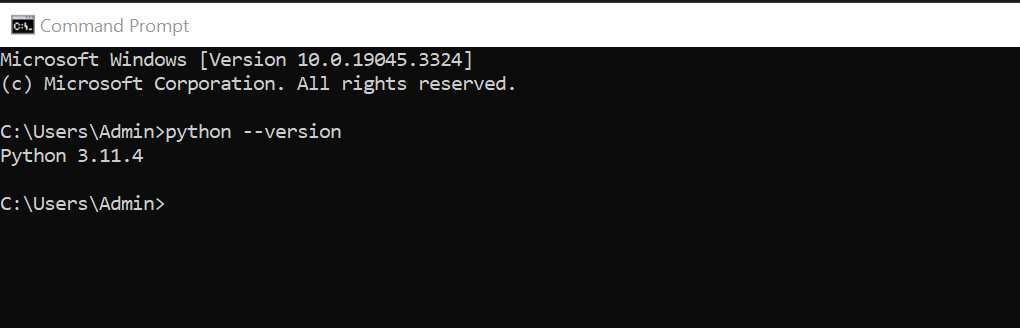 Command Prompt
Microsoft Windows [Version 10.0.19045.3324]
(c) Microsoft Corporation. All rights reserved.
C:\Users\Admin>python --version
Python 3.11.4
C:\Users\Admin>